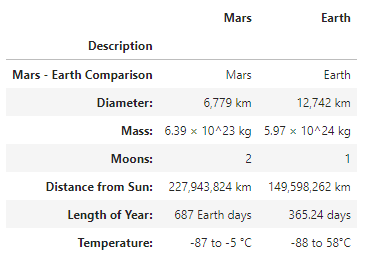 Mars Earth
Description
Mars - Earth Comparison Mars Earth
Diameter: 6,779 km 12,742 km
Mass: 6.39 × 10^23 kg 5.97 × 10^24 kg
Moons: 2 1
Distance from Sun: 227,943,824 km 149,598,262 km
Length of Year: 687 Earth days 365.24 days
Temperature: -87 to -5 °C -88 to 58°C